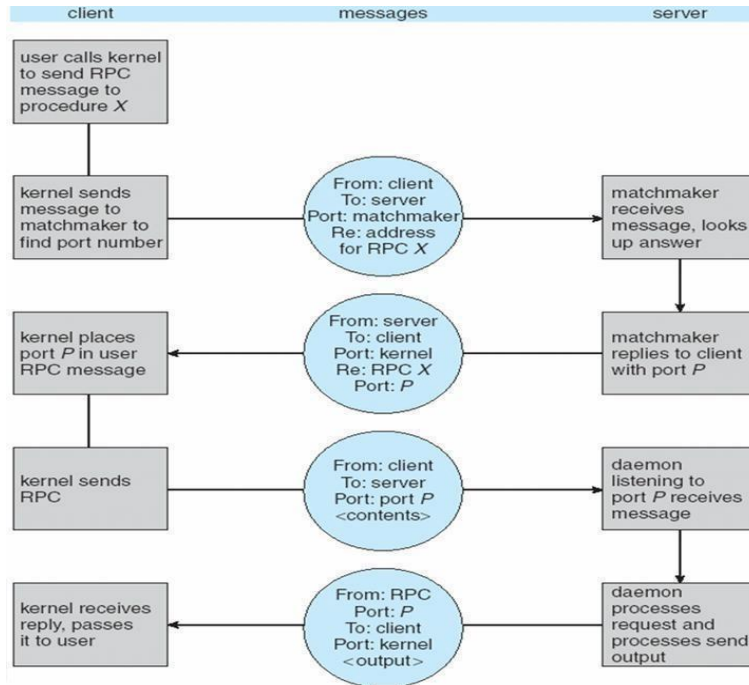 client
messages
server
user calls kernel
to send RPC
message to
procedure X
kernel sends
message to
matchmaker to
find port number
From: client
To: server
Port: matchmaker
Re: address
for RPC X
matchmaker
receives
message, looks
up answer
kernel places
port P in user
RPC message
From: server
To: client
Port: kernel
Re: RPC X
Port: P
matchmaker
replies to client
with port P
kernel sends
RPC
From: client
To: server
Port: port P
<contents>
daemon
listening to
port P receives
message
kernel receives
reply, passes
it to user
From: RPC
Port: P
To: client
Port: kernel
<output>
daemon
processes
request and
processes send
output